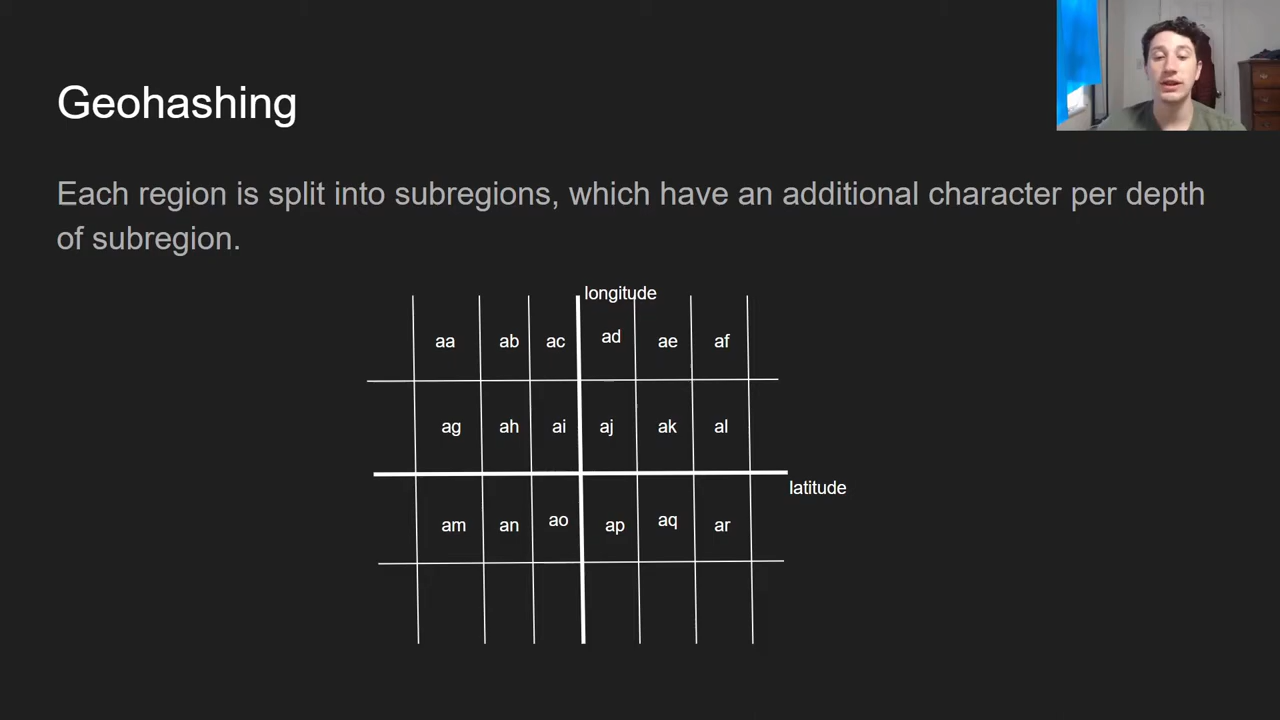 Geohashing
Each region is split into subregions, which have an additional character per depth
of subregion.
longitude
aa ab ac ad ae af
ag ah ai aj ak al
latitude
am an ao ap aq ar